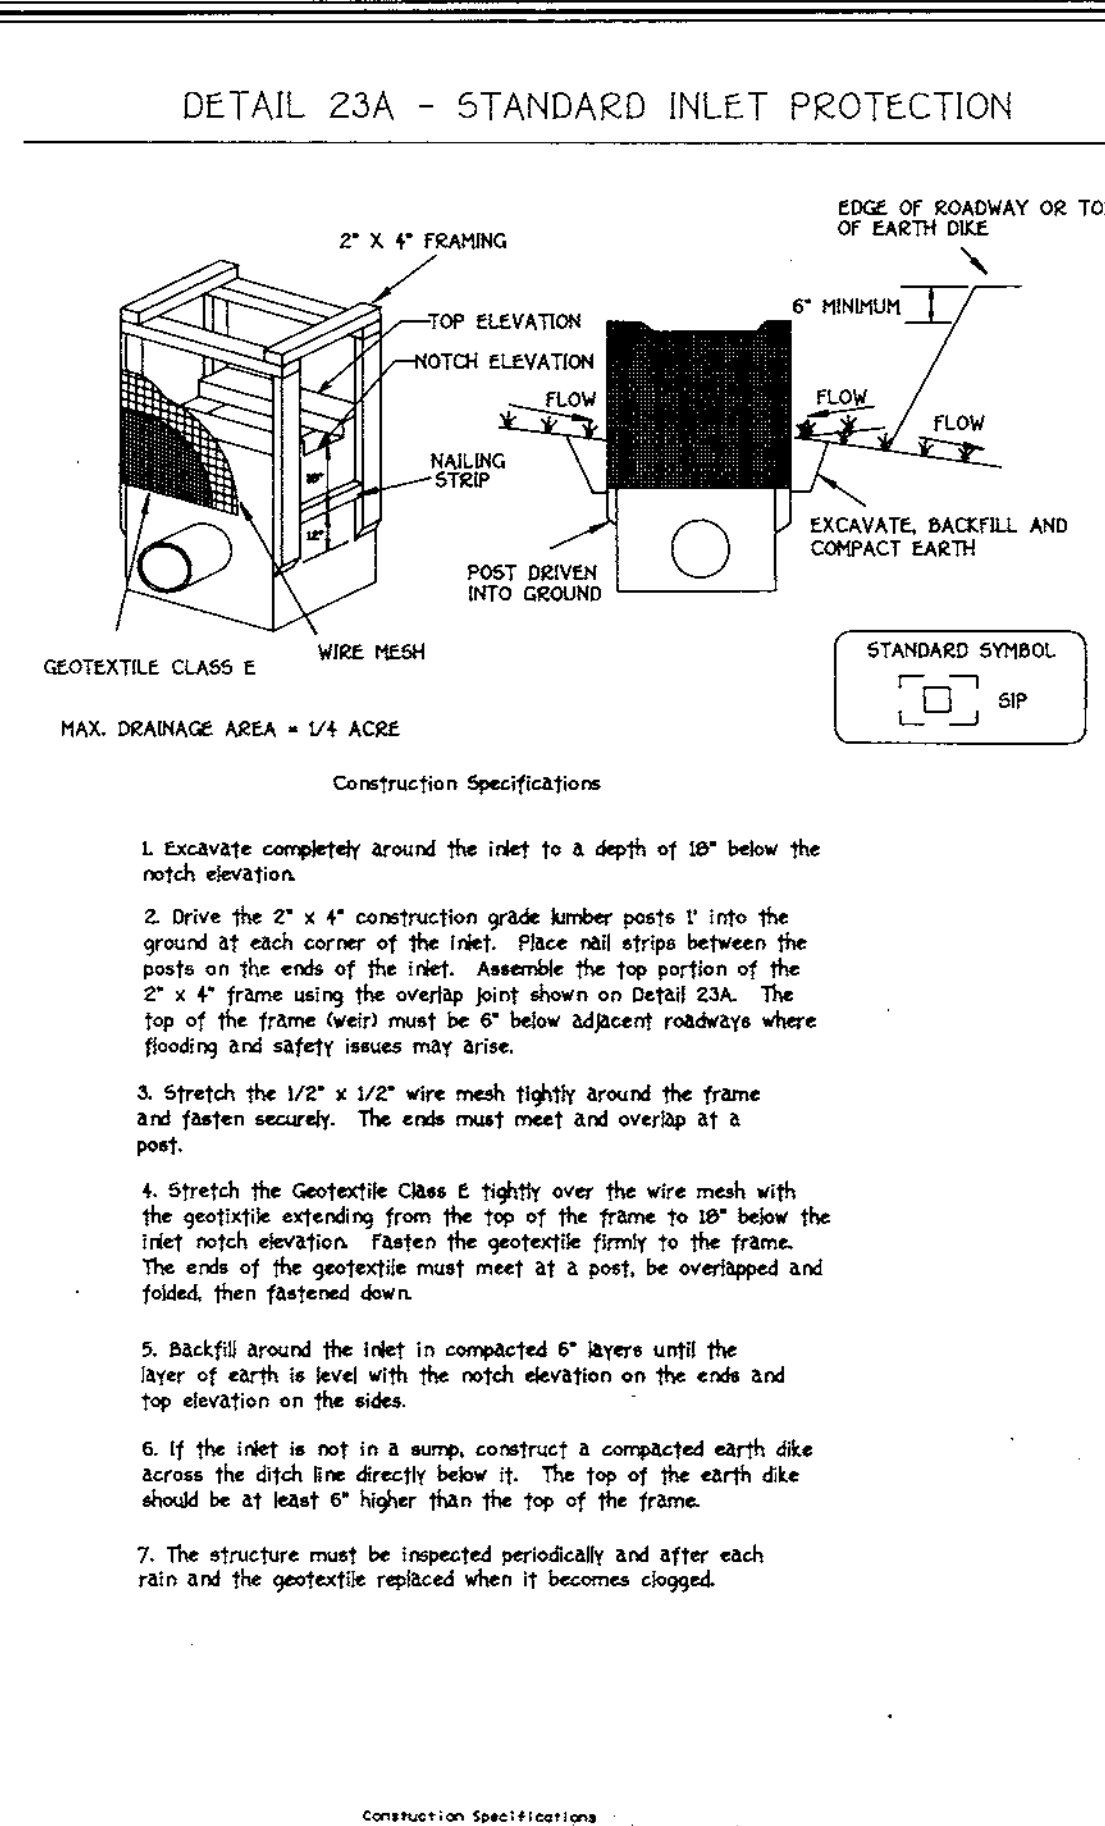 DETAIL 23A - STANDARD INLET PROTECTION
EDGE OF ROADWAY OR TO
OF EARTH DIKE
2" X 4" FRAMING
6" MINIMUM
TOP ELEVATION
NOTCH ELEVATION
FLOW
FLOW
FLOW
NAILING
STRIP
18"
12"
EXCAVATE, BACKFILL AND
COMPACT EARTH
POST DRIVEN
INTO GROUND
WIRE MESH
GEOTEXTILE CLASS E
STANDARD SYMBOL
SIP
MAX. DRAINAGE AREA = 1/4 ACRE
Construction Specifications
1. Excavate completely around the inlet to a depth of 18" below the
notch elevation.
2. Drive the 2" x 4" construction grade lumber posts 1' into the
ground at each corner of the inlet. Place nail strips between the
posts on the ends of the inlet. Assemble the top portion of the
2" x 4" frame using the overlap joint shown on Detail 23A. The
top of the frame (weir) must be 6" below adjacent roadways where
flooding and safety issues may arise.
3. Stretch the 1/2" x 1/2" wire mesh tightly around the frame
and fasten securely. The ends must meet and overlap at a
post.
4. Stretch the Geotextile Class E tightly over the wire mesh with
the geotixtile extending from the top of the frame to 18" below the
inlet notch elevation. Fasten the geotextile firmly to the frame.
The ends of the geotextile must meet at a post, be overlapped and
folded, then fastened down.
5. Backfill around the inlet in compacted 6" layers until the
layer of earth is level with the notch elevation on the ends and
top elevation on the sides.
6. If the inlet is not in a sump, construct a compacted earth dike
across the ditch line directly below it. The top of the earth dike
should be at least 6" higher than the top of the frame.
7. The structure must be inspected periodically and after each
rain and the geotextile replaced when it becomes clogged.
Constuction Specifications